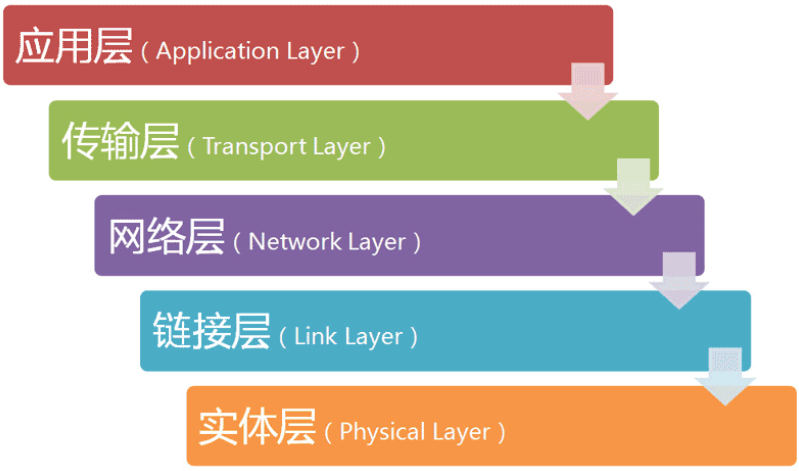 应用层（Application Layer）
传输层（Transport Layer）
网络层（Network Layer）
链接层（Link Layer）
实体层（Physical Layer）